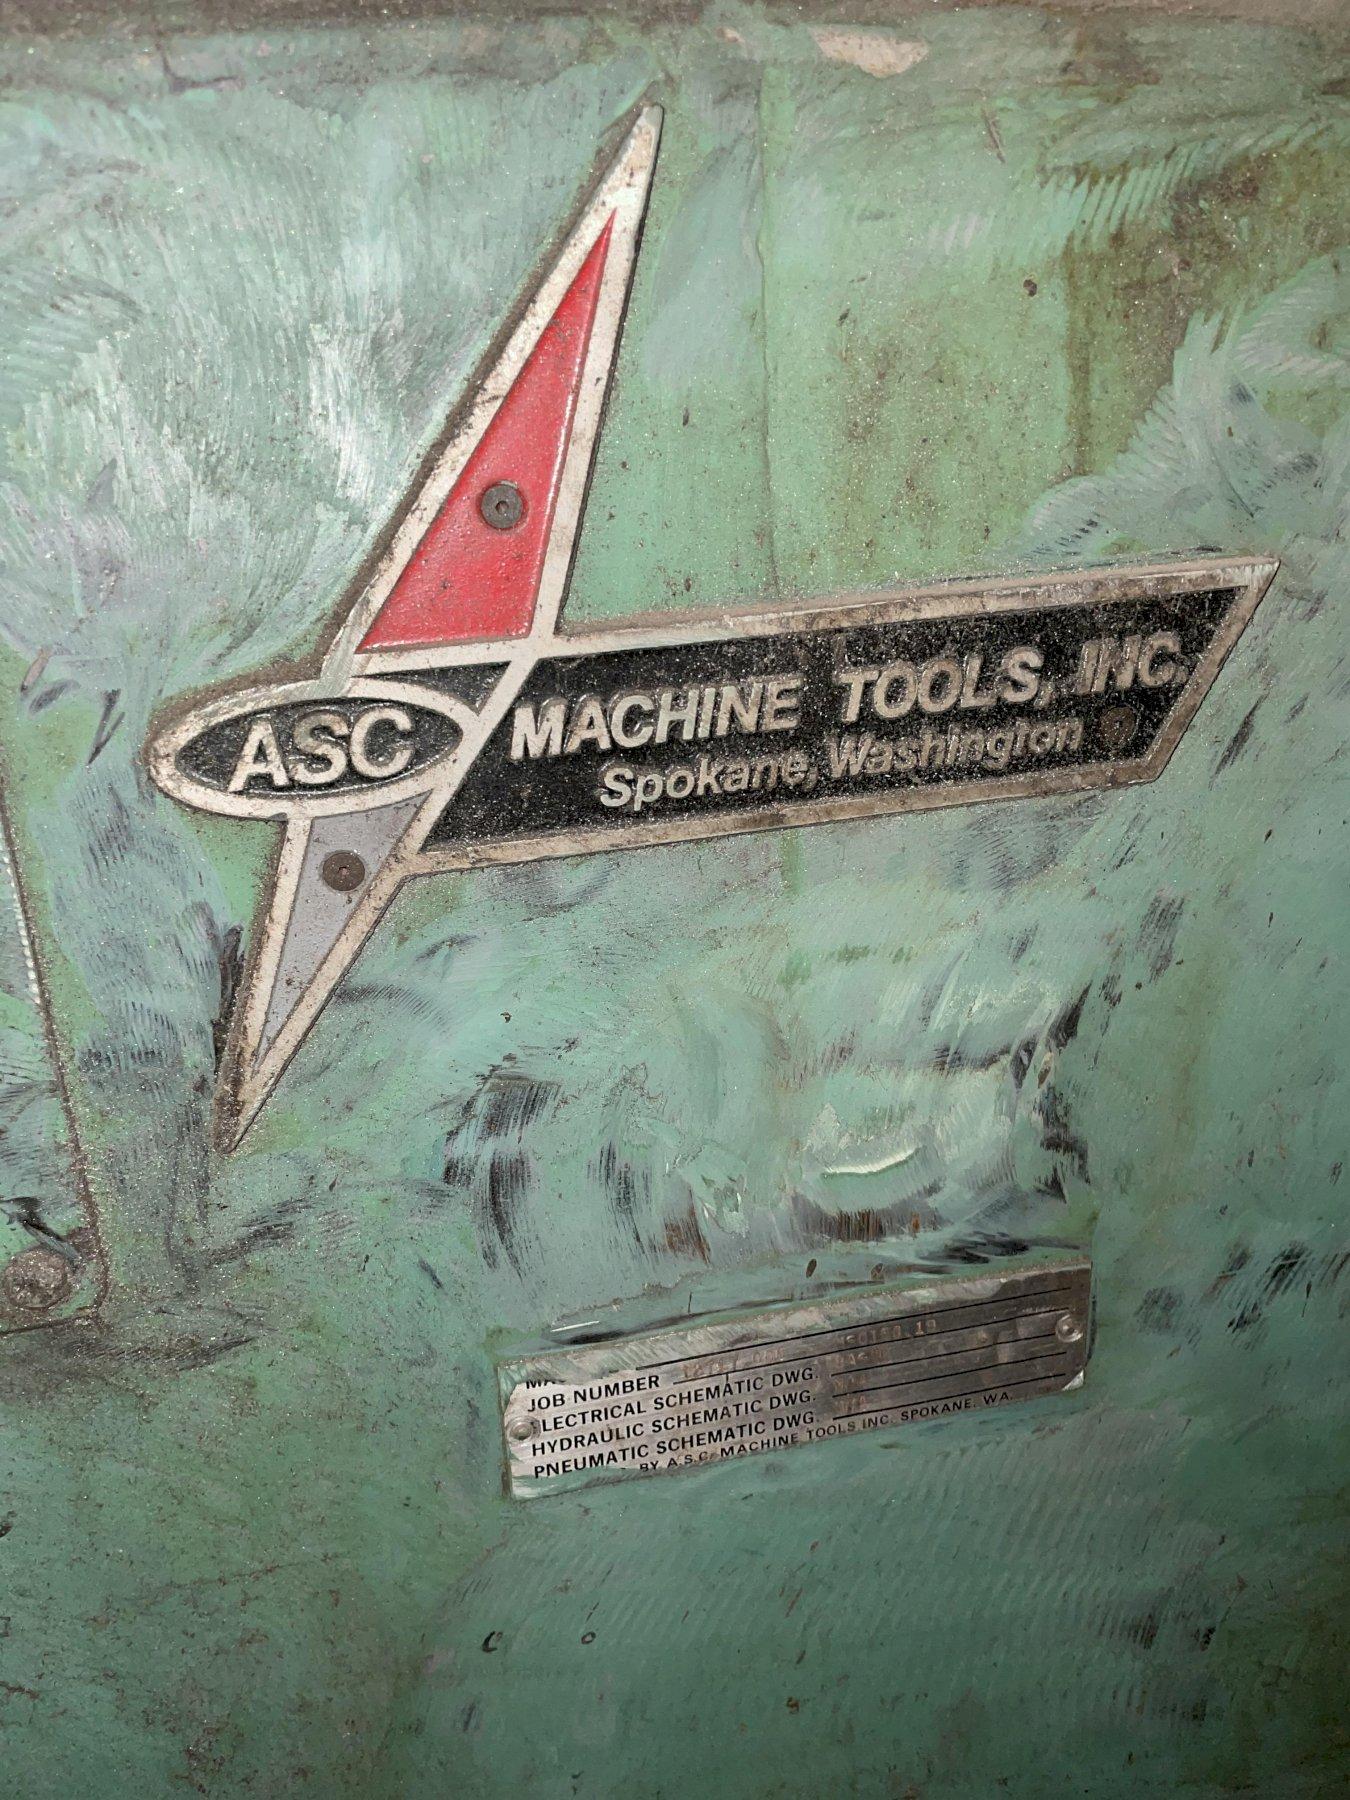 ASC
MACHINE TOOLS, INC.
Spokane, Washington
JOB NUMBER
ELECTRICAL SCHEMATIC DWG.
HYDRAULIC SCHEMATIC DWG.
PNEUMATIC SCHEMATIC DWG.
BY A.S.C. MACHINE TOOLS INC. SPOKANE, WA.